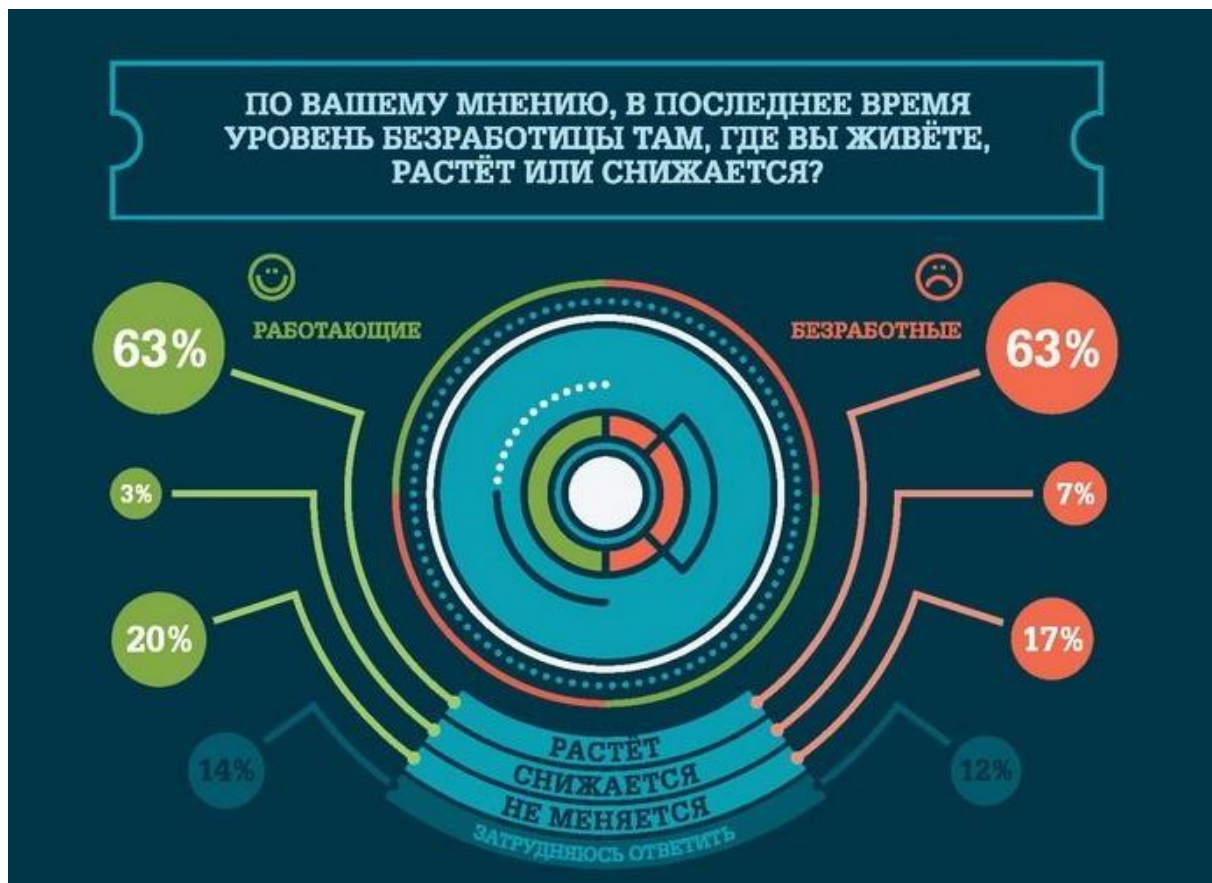 ПО ВАШЕМУ МНЕНИЮ, В ПОСЛЕДНЕЕ ВРЕМЯ
УРОВЕНЬ БЕЗРАБОТИЦЫ ТАМ, ГДЕ ВЫ ЖИВЁТЕ,
РАСТЁТ ИЛИ СНИЖАЕТСЯ?
РАБОТАЮЩИЕ
БЕЗРАБОТНЫЕ
63%
63%
3%
7%
20%
17%
14%
12%
РАСТЁТ
СНИЖАЕТСЯ
НЕ МЕНЯЕТСЯ
ЗАТРУДНЯЮСЬ ОТВЕТИТЬ